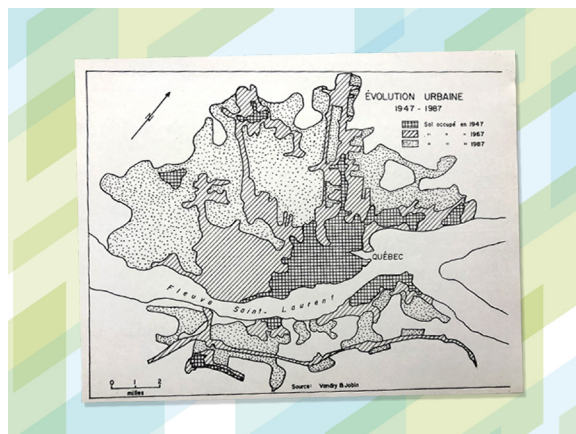 ÉVOLUTION URBAINE
1947 - 1987
Sol occupé en 1947
" " " 1967
" " " 1987
N
QUÉBEC
Fleuve Saint-Laurent
0 1 2
milles
Source: Vandry & Jobin